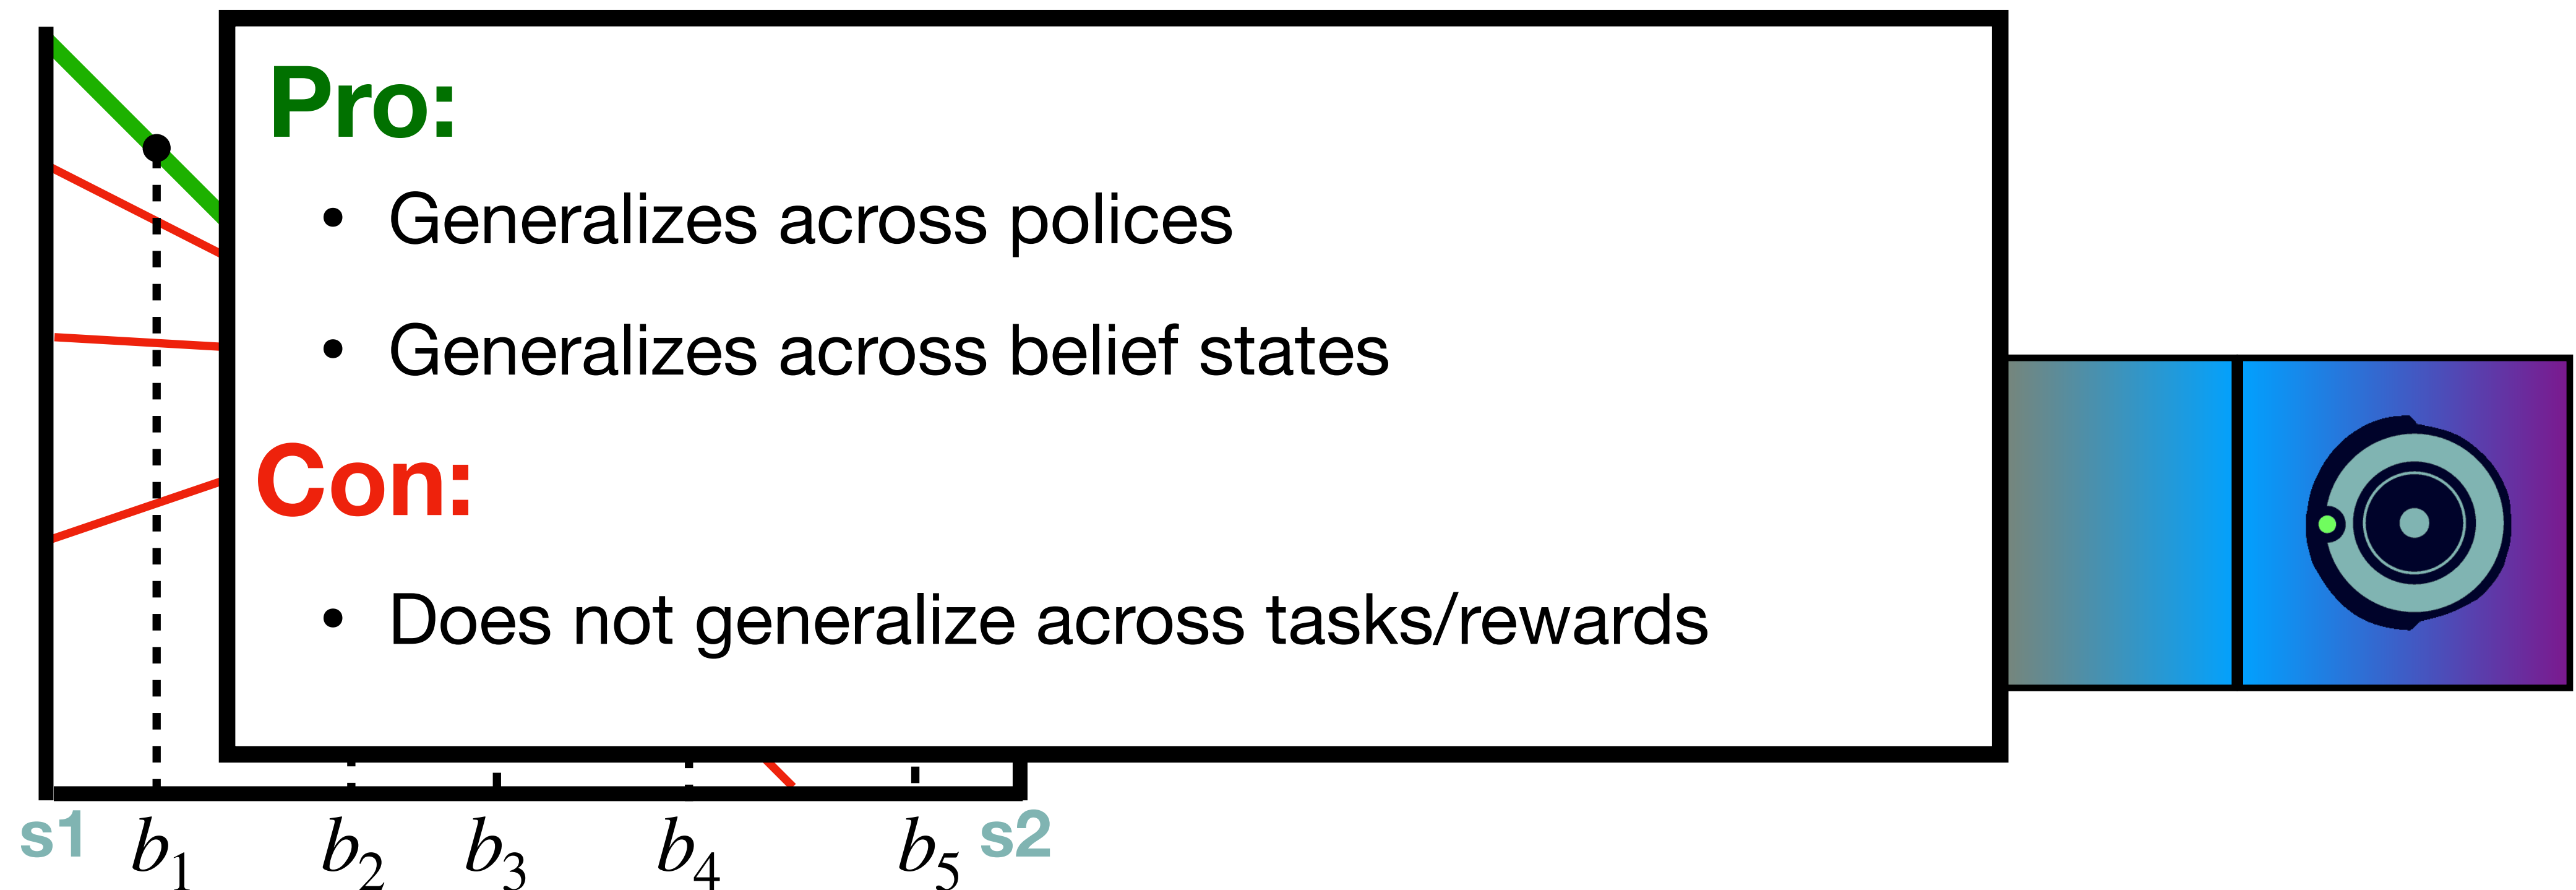 Pro:
• Generalizes across polices
• Generalizes across belief states
Con:
• Does not generalize across tasks/rewards
s1 b₁ b₂ b₃ b₄ b₅ s2